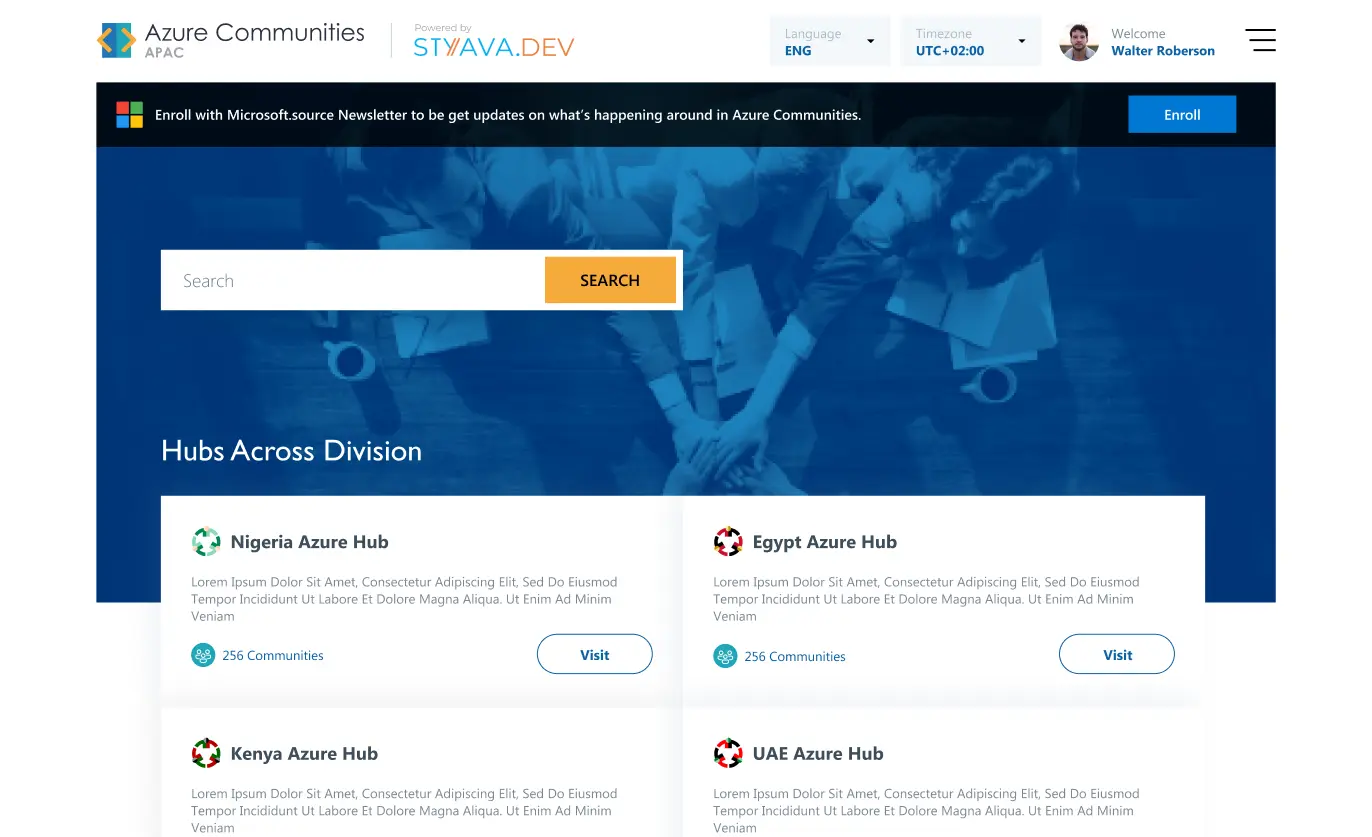 Azure Communities
APAC
Powered by
STYAVA.DEV
Language
ENG
Timezone
UTC+02:00
Welcome
Walter Roberson
Enroll with Microsoft.source Newsletter to be get updates on what's happening around in Azure Communities.
Enroll
Search
SEARCH
Hubs Across Division
Nigeria Azure Hub
Lorem Ipsum Dolor Sit Amet, Consectetur Adipiscing Elit, Sed Do Eiusmod
Tempor Incididunt Ut Labore Et Dolore Magna Aliqua. Ut Enim Ad Minim
Veniam
256 Communities
Visit
Egypt Azure Hub
Lorem Ipsum Dolor Sit Amet, Consectetur Adipiscing Elit, Sed Do Eiusmod
Tempor Incididunt Ut Labore Et Dolore Magna Aliqua. Ut Enim Ad Minim
Veniam
256 Communities
Visit
Kenya Azure Hub
Lorem Ipsum Dolor Sit Amet, Consectetur Adipiscing Elit, Sed Do Eiusmod
Tempor Incididunt Ut Labore Et Dolore Magna Aliqua. Ut Enim Ad Minim
Veniam
UAE Azure Hub
Lorem Ipsum Dolor Sit Amet, Consectetur Adipiscing Elit, Sed Do Eiusmod
Tempor Incididunt Ut Labore Et Dolore Magna Aliqua. Ut Enim Ad Minim
Veniam